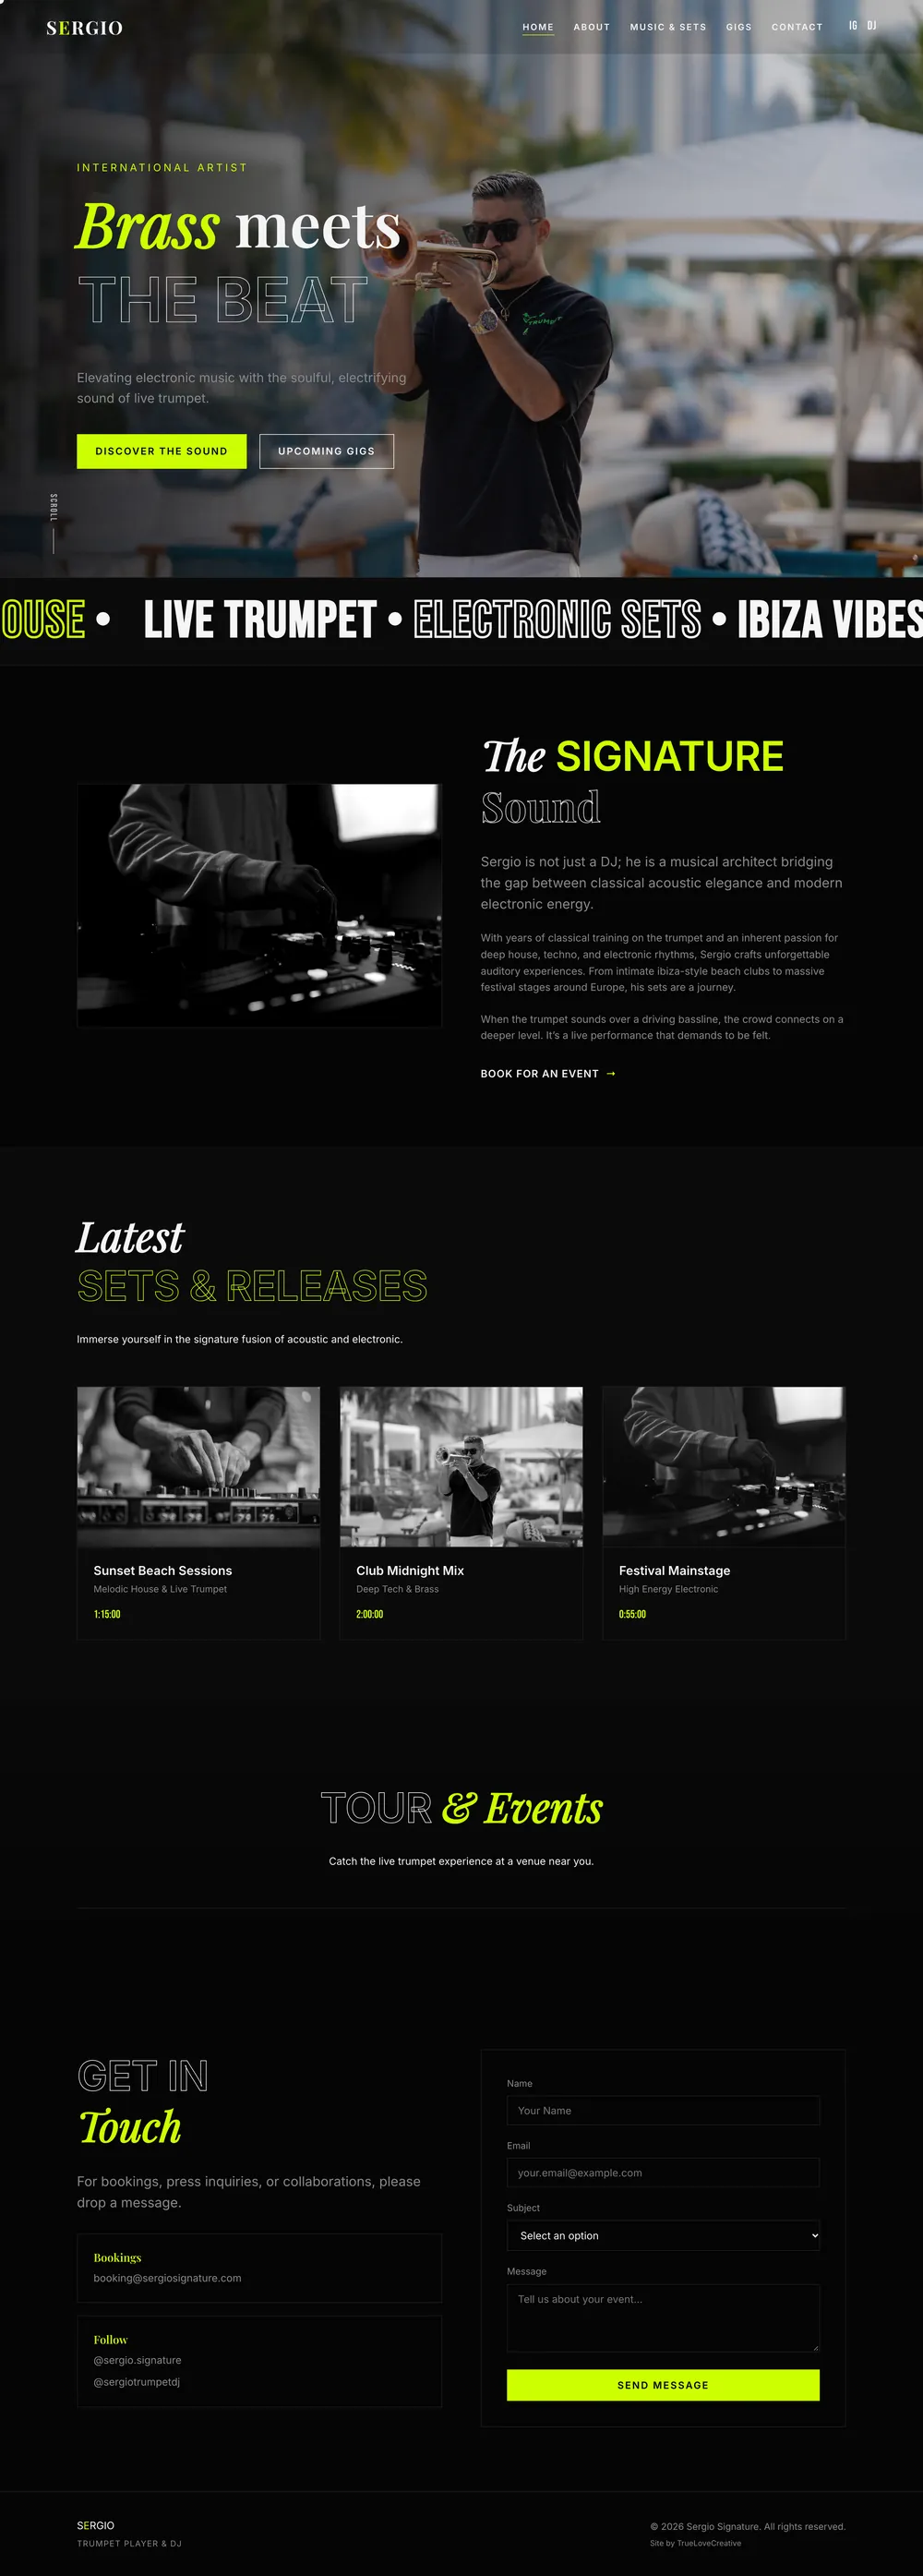 SERGIO
HOME ABOUT MUSIC & SETS GIGS CONTACT IG DJ
INTERNATIONAL ARTIST
Brass meets
THE BEAT
Elevating electronic music with the soulful, electrifying
sound of live trumpet.
DISCOVER THE SOUND UPCOMING GIGS
SCROLL
OUSE • LIVE TRUMPET • ELECTRONIC SETS • IBIZA VIBES
The SIGNATURE
Sound
Sergio is not just a DJ; he is a musical architect bridging
the gap between classical acoustic elegance and modern
electronic energy.
With years of classical training on the trumpet and an inherent passion for
deep house, techno, and electronic rhythms, Sergio crafts unforgettable
auditory experiences. From intimate ibiza-style beach clubs to massive
festival stages around Europe, his sets are a journey.
When the trumpet sounds over a driving bassline, the crowd connects on a
deeper level. It's a live performance that demands to be felt.
BOOK FOR AN EVENT →
Latest
SETS & RELEASES
Immerse yourself in the signature fusion of acoustic and electronic.
Sunset Beach Sessions
Melodic House & Live Trumpet
1:15:00
Club Midnight Mix
Deep Tech & Brass
2:00:00
Festival Mainstage
High Energy Electronic
0:55:00
TOUR & Events
Catch the live trumpet experience at a venue near you.
GET IN
Touch
For bookings, press inquiries, or collaborations, please
drop a message.
Bookings
booking@sergiosignature.com
Follow
@sergio.signature
@sergiotrumpetdj
Name
Your Name
Email
your.email@example.com
Subject
Select an option
Message
Tell us about your event...
SEND MESSAGE
SERGIO
TRUMPET PLAYER & DJ
© 2026 Sergio Signature. All rights reserved.
Site by TrueLoveCreative